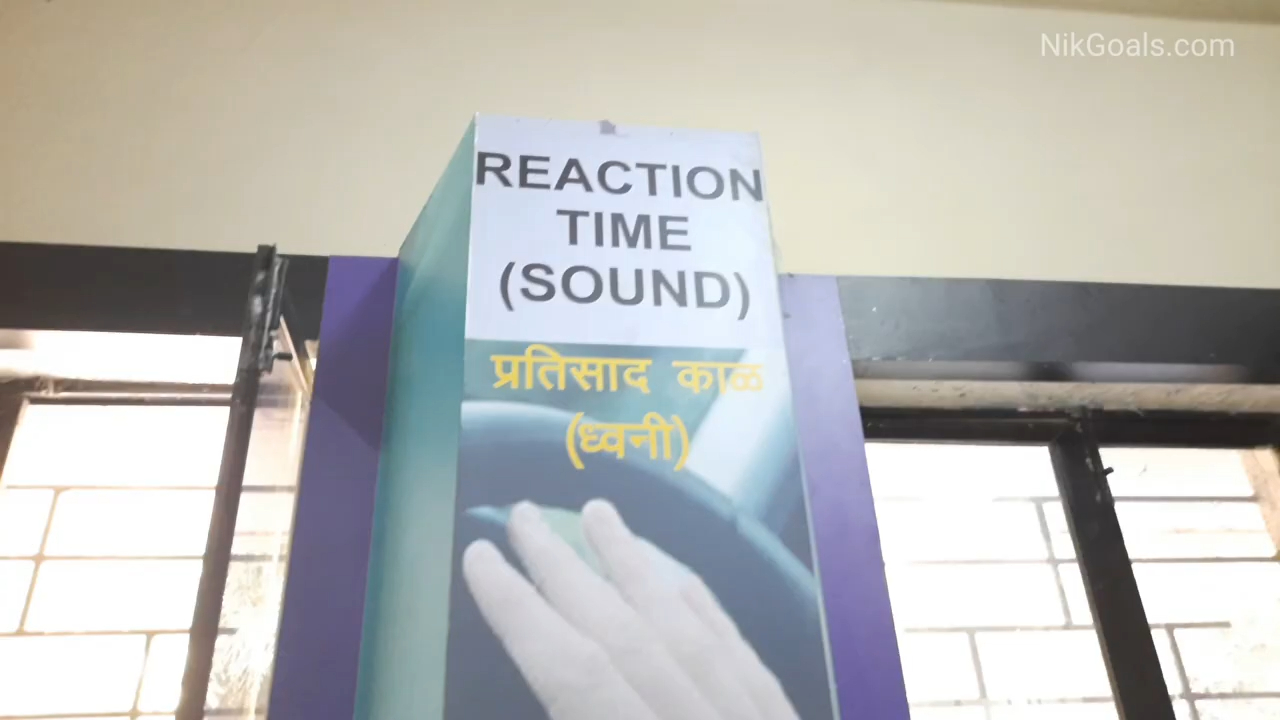 NikGoals.com
REACTION
TIME
(SOUND)
प्रतिसाद काळ
(ध्वनी)